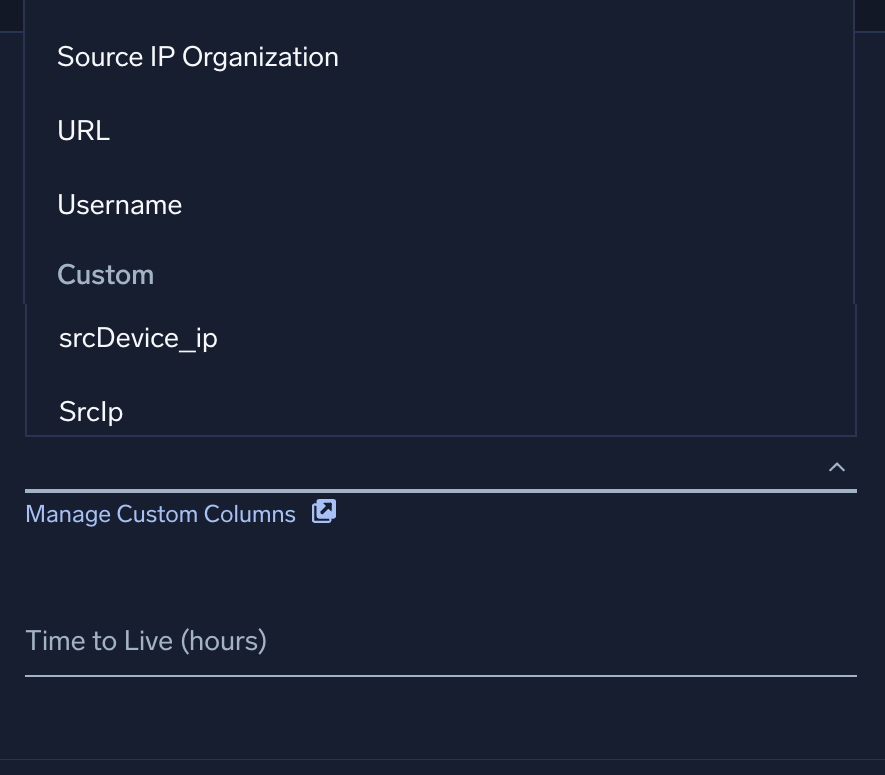 Source IP Organization
URL
Username
Custom
srcDevice_ip
SrcIp
Manage Custom Columns
Time to Live (hours)